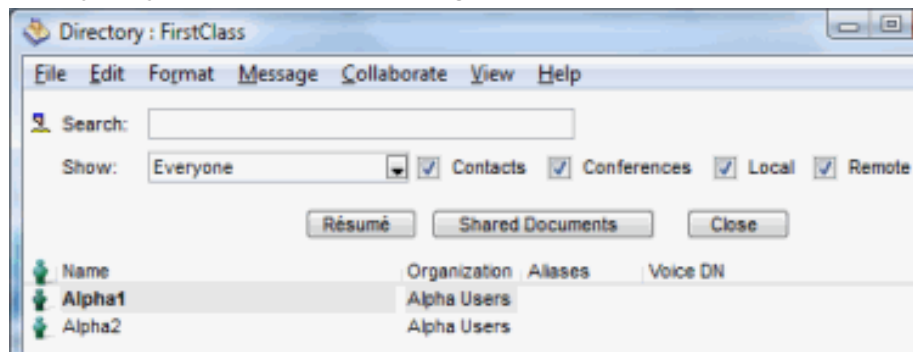 Directory : FirstClass
File Edit Format Message Collaborate View Help
Search:
Show: Everyone Contacts Conferences Local Remote
Résumé Shared Documents Close
Name Organization Aliases Voice DN
Alpha1 Alpha Users
Alpha2 Alpha Users